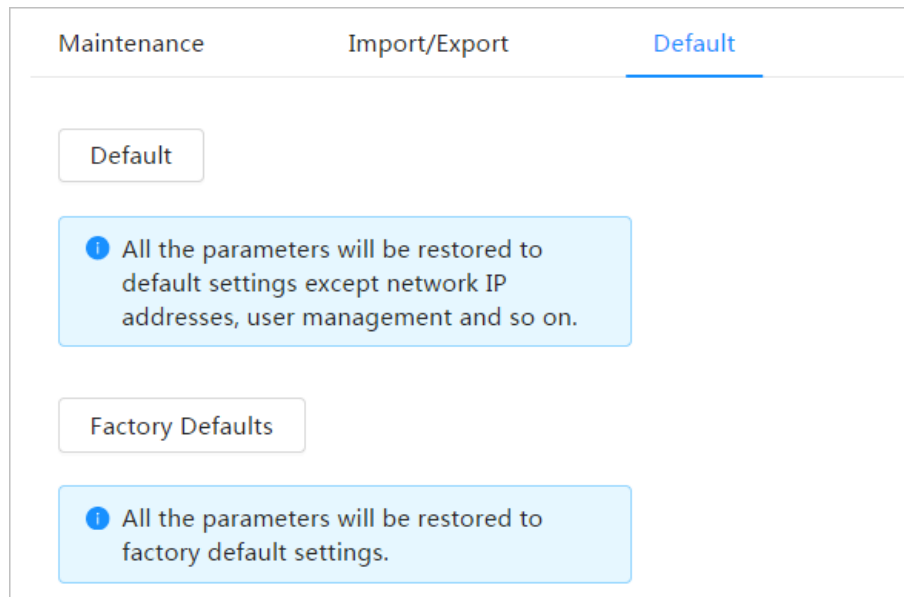 Maintenance Import/Export Default
Default
All the parameters will be restored to
default settings except network IP
addresses, user management and so on.
Factory Defaults
All the parameters will be restored to
factory default settings.